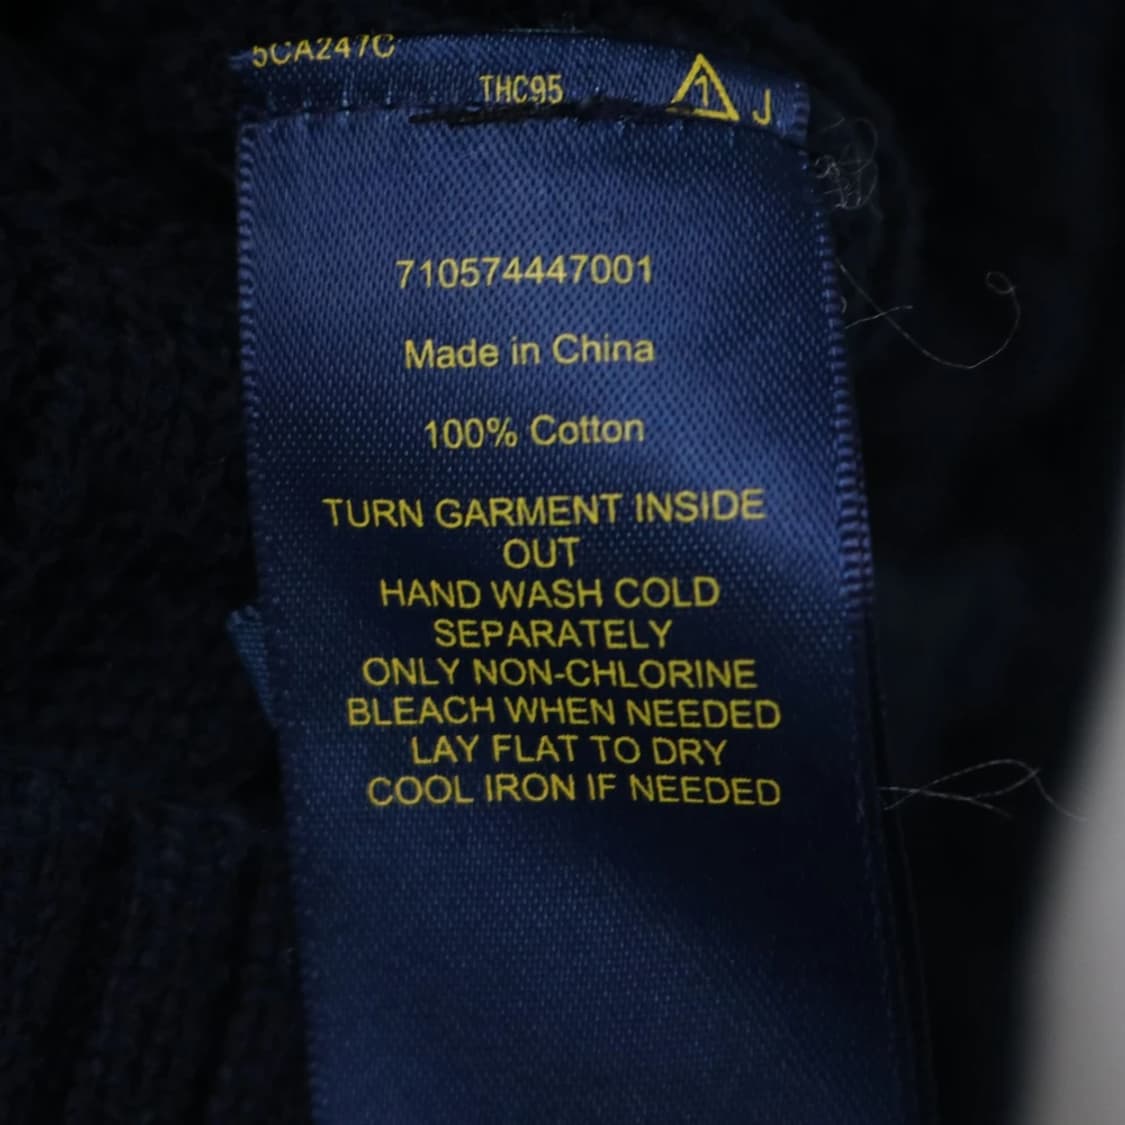 5CA247C
THC95
1 J
710574447001
Made in China
100% Cotton
TURN GARMENT INSIDE
OUT
HAND WASH COLD
SEPARATELY
ONLY NON-CHLORINE
BLEACH WHEN NEEDED
LAY FLAT TO DRY
COOL IRON IF NEEDED